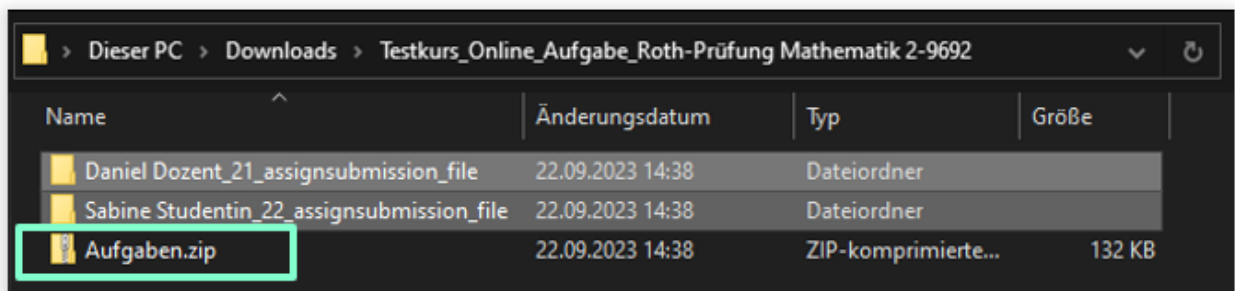 > Dieser PC > Downloads > Testkurs_Online_Aufgabe_Roth-Prüfung Mathematik 2-9692
Name Änderungsdatum Typ Größe
Daniel Dozent_21_assignsubmission_file 22.09.2023 14:38 Dateiordner
Sabine Studentin_22_assignsubmission_file 22.09.2023 14:38 Dateiordner
Aufgaben.zip 22.09.2023 14:38 ZIP-komprimierte... 132 KB